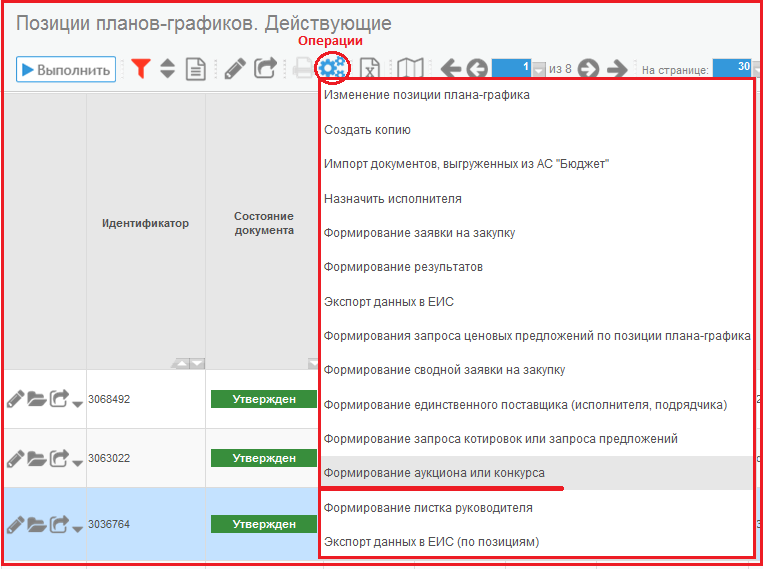 Позиции планов-графиков. Действующие
Операции
Выполнить
1 из 8 На странице: 30
Изменение позиции плана-графика
Создать копию
Импорт документов, выгруженных из АС "Бюджет"
Назначить исполнителя
Идентификатор
Состояние
документа
Формирование заявки на закупку
Формирование результатов
Экспорт данных в ЕИС
Формирования запроса ценовых предложений по позиции плана-графика
Формирование сводной заявки на закупку
Формирование единственного поставщика (исполнителя, подрядчика)
Формирование запроса котировок или запроса предложений
Формирование аукциона или конкурса
Формирование листка руководителя
Экспорт данных в ЕИС (по позициям)
3068492 Утвержден
3063022 Утвержден
3036764 Утвержден